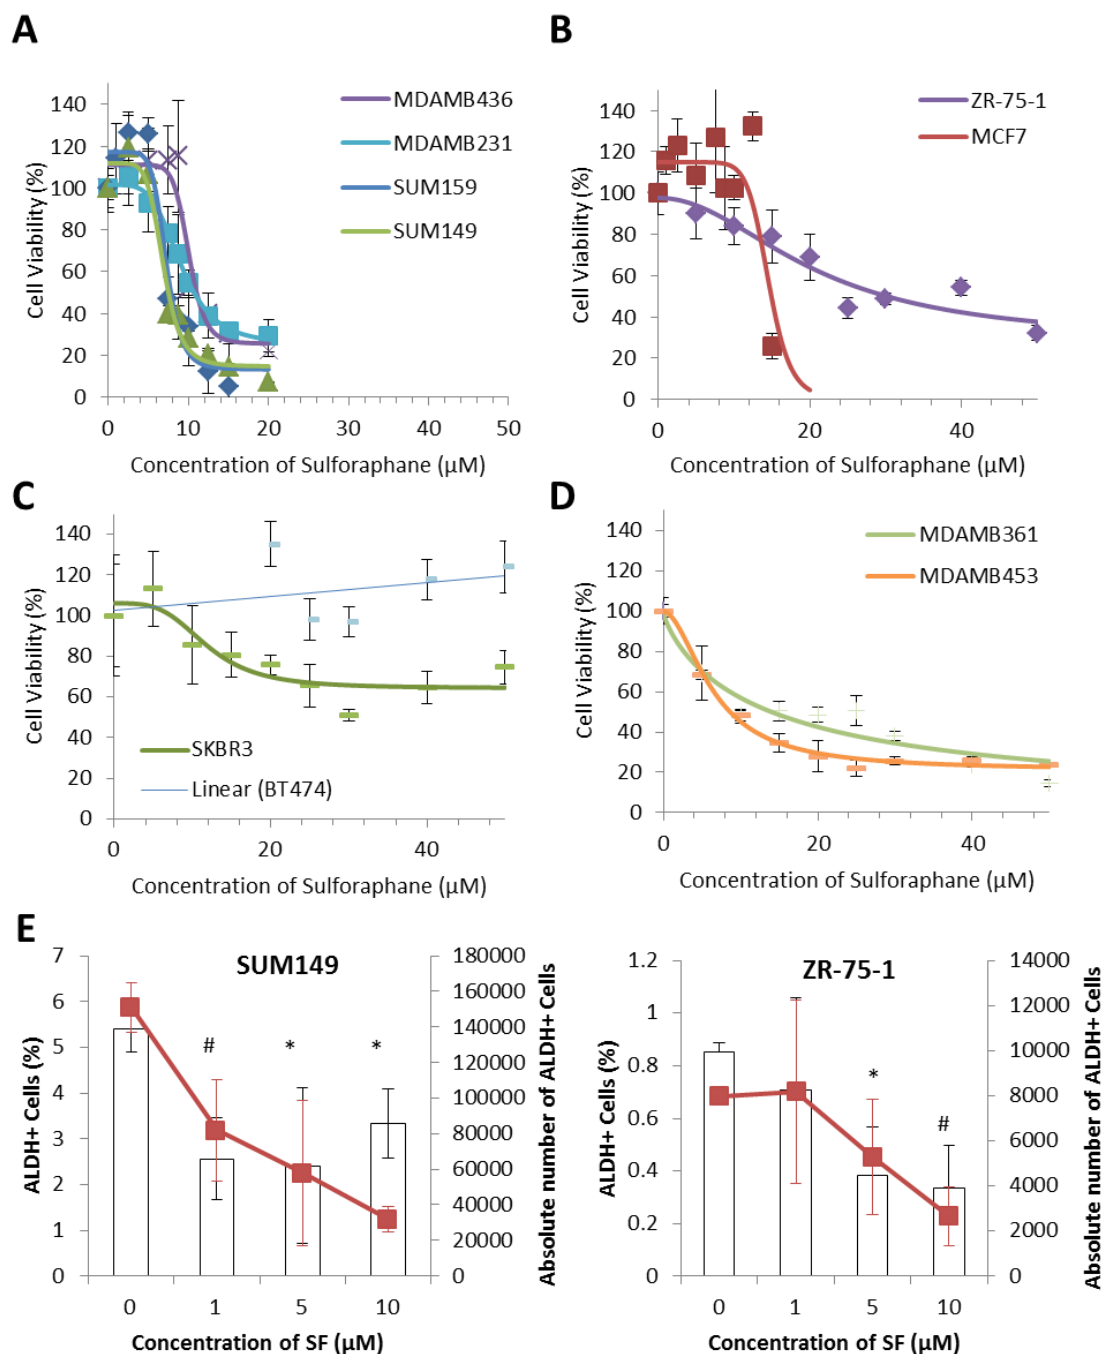 A
MDAMB436
MDAMB231
SUM159
SUM149
140
120
100
80
60
40
20
0
Cell Viability (%)
0 10 20 30 40 50
Concentration of Sulforaphane (µM)
B
ZR-75-1
MCF7
140
120
100
80
60
40
20
0
Cell Viability (%)
0 20 40
Concentration of Sulforaphane (µM)
C
140
120
100
80
60
40
20
0
Cell Viability (%)
SKBR3
Linear (BT474)
0 20 40
Concentration of Sulforaphane (µM)
D
MDAMB361
MDAMB453
140
120
100
80
60
40
20
0
Cell Viability (%)
0 20 40
Concentration of Sulforaphane (µM)
E
SUM149
7
6
5
4
3
2
1
0
ALDH+ Cells (%)
# * *
180000
160000
140000
120000
100000
80000
60000
40000
20000
0
Absolute number of ALDH+ Cells
0 1 5 10
Concentration of SF (µM)
ZR-75-1
1.2
1
0.8
0.6
0.4
0.2
0
ALDH+ Cells (%)
*
#
14000
12000
10000
8000
6000
4000
2000
0
Absolute number of ALDH+ Cells
0 1 5 10
Concentration of SF (µM)